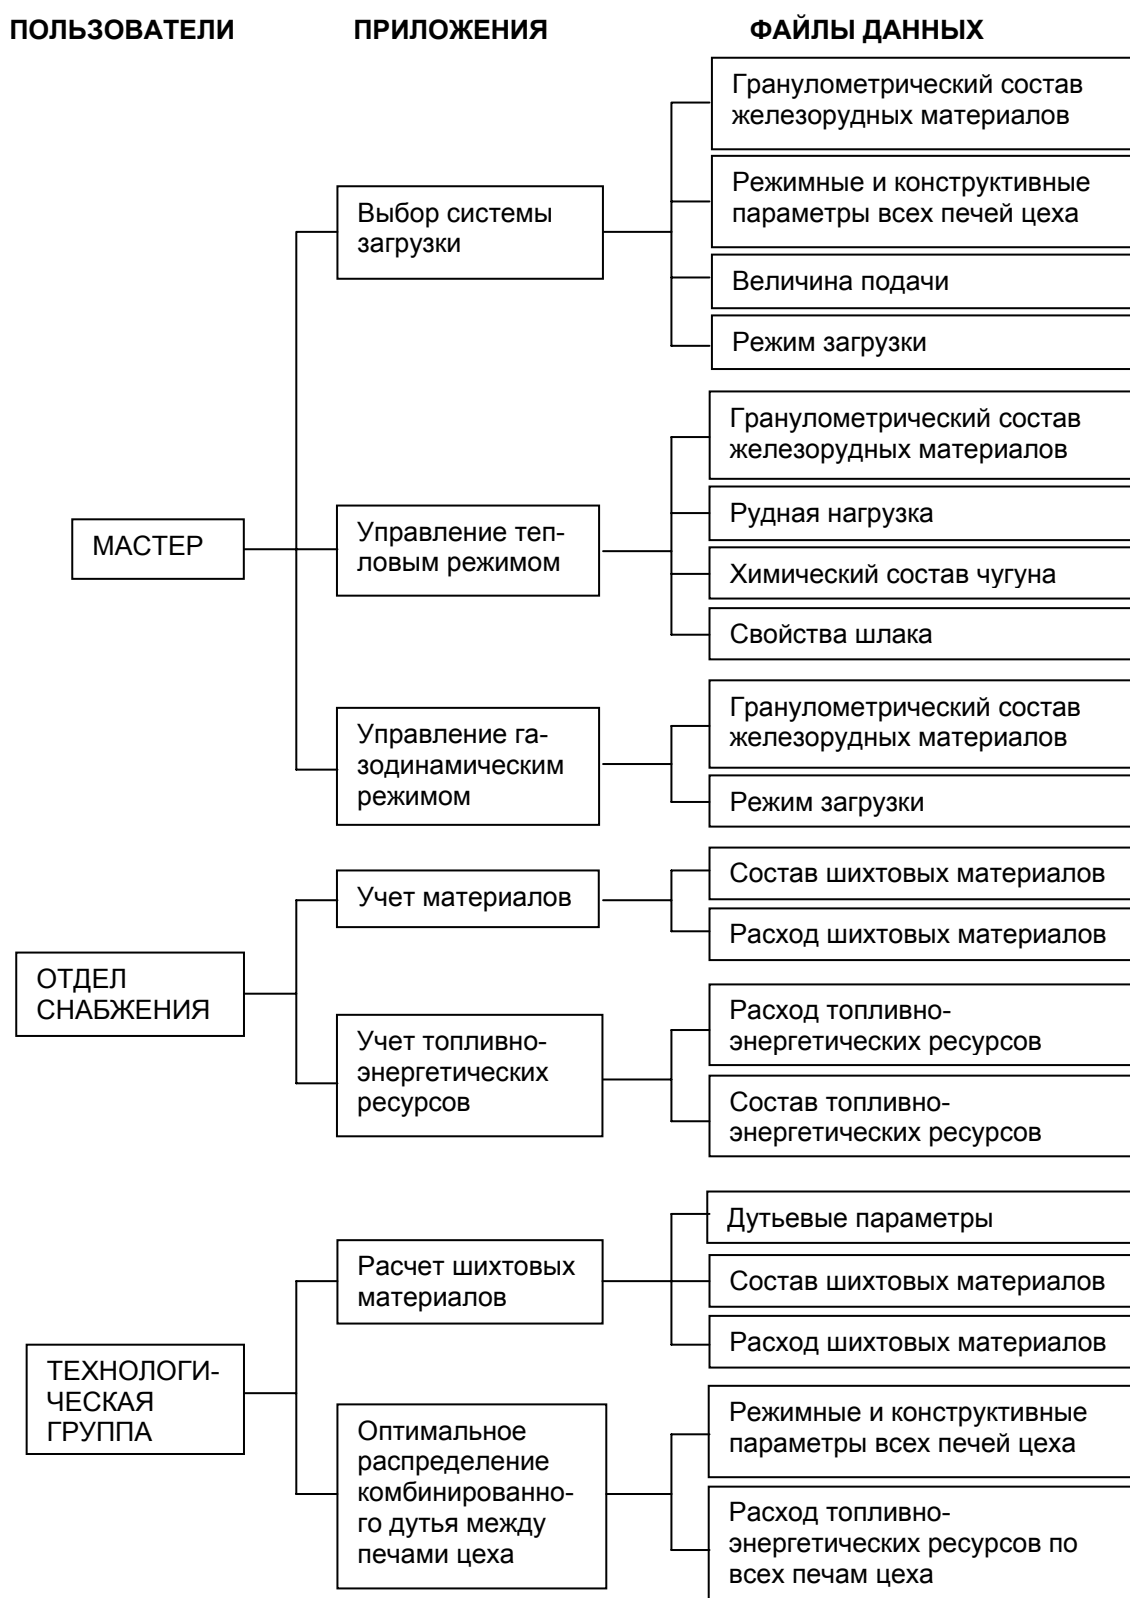 ПОЛЬЗОВАТЕЛИ
ПРИЛОЖЕНИЯ
ФАЙЛЫ ДАННЫХ
МАСТЕР
Выбор системы
загрузки
Гранулометрический состав
железорудных материалов
Режимные и конструктивные
параметры всех печей цеха
Величина подачи
Режим загрузки
Управление теп-
ловым режимом
Гранулометрический состав
железорудных материалов
Рудная нагрузка
Химический состав чугуна
Свойства шлака
Управление га-
зодинамическим
режимом
Гранулометрический состав
железорудных материалов
Режим загрузки
ОТДЕЛ
СНАБЖЕНИЯ
Учет материалов
Состав шихтовых материалов
Расход шихтовых материалов
Учет топливно-
энергетических
ресурсов
Расход топливно-
энергетических ресурсов
Состав топливно-
энергетических ресурсов
ТЕХНОЛОГИ-
ЧЕСКАЯ
ГРУППА
Расчет шихтовых
материалов
Дутьевые параметры
Состав шихтовых материалов
Расход шихтовых материалов
Оптимальное
распределение
комбинированно-
го дутья между
печами цеха
Режимные и конструктивные
параметры всех печей цеха
Расход топливно-
энергетических ресурсов по
всех печам цеха